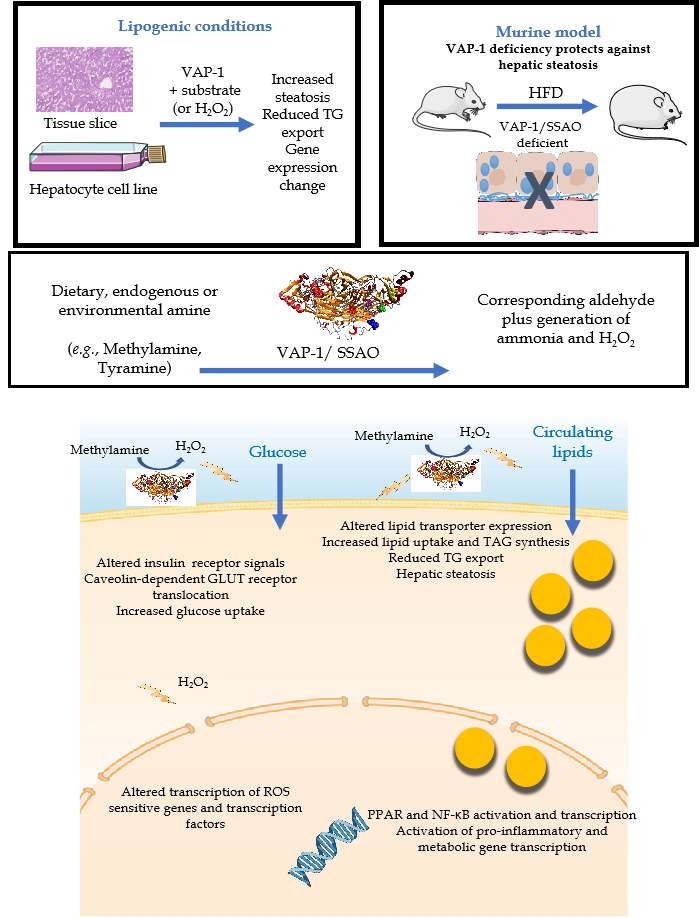 Lipogenic conditions
Tissue slice
Hepatocyte cell line
VAP-1
+ substrate
(or H₂O₂)
Increased
steatosis
Reduced TG
export
Gene
expression
change
Murine model
VAP-1 deficiency protects against
hepatic steatosis
HFD
VAP-1/SSAO
deficient
X
Dietary, endogenous or
environmental amine
(e.g., Methylamine,
Tyramine)
VAP-1/ SSAO
Corresponding aldehyde
plus generation of
ammonia and H₂O₂
Methylamine
H₂O₂
Glucose
Methylamine
H₂O₂
Circulating
lipids
Altered insulin receptor signals
Caveolin-dependent GLUT receptor
translocation
Increased glucose uptake
Altered lipid transporter expression
Increased lipid uptake and TAG synthesis
Reduced TG export
Hepatic steatosis
H₂O₂
Altered transcription of ROS
sensitive genes and transcription
factors
PPAR and NF-κB activation and transcription
Activation of pro-inflammatory and
metabolic gene transcription